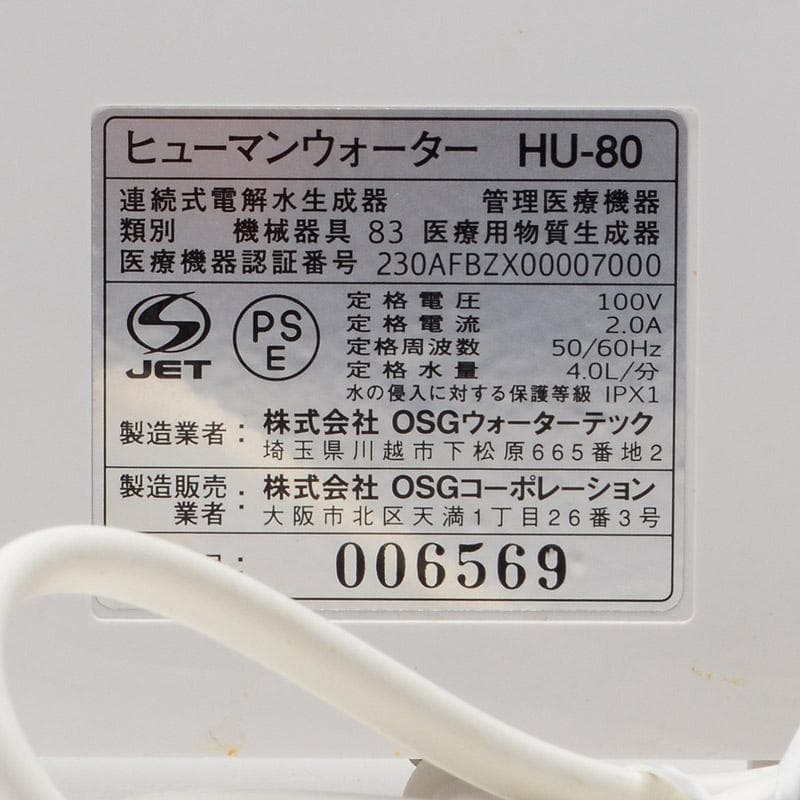 ヒューマンウォーター HU-80
連続式電解水生成器 管理医療機器
類別 機械器具 83 医療用物質生成器
医療機器認証番号 230AFBZX00007000
定格電圧 100V
定格電流 2.0A
定格周波数 50/60Hz
定格水量 4.0L/分
水の侵入に対する保護等級 IPX1
S JET
PS
E
製造業者: 株式会社 OSGウォーターテック
埼玉県川越市下松原665番地2
製造販売業者: 株式会社 OSGコーポレーション
大阪市北区天満1丁目26番3号
006569